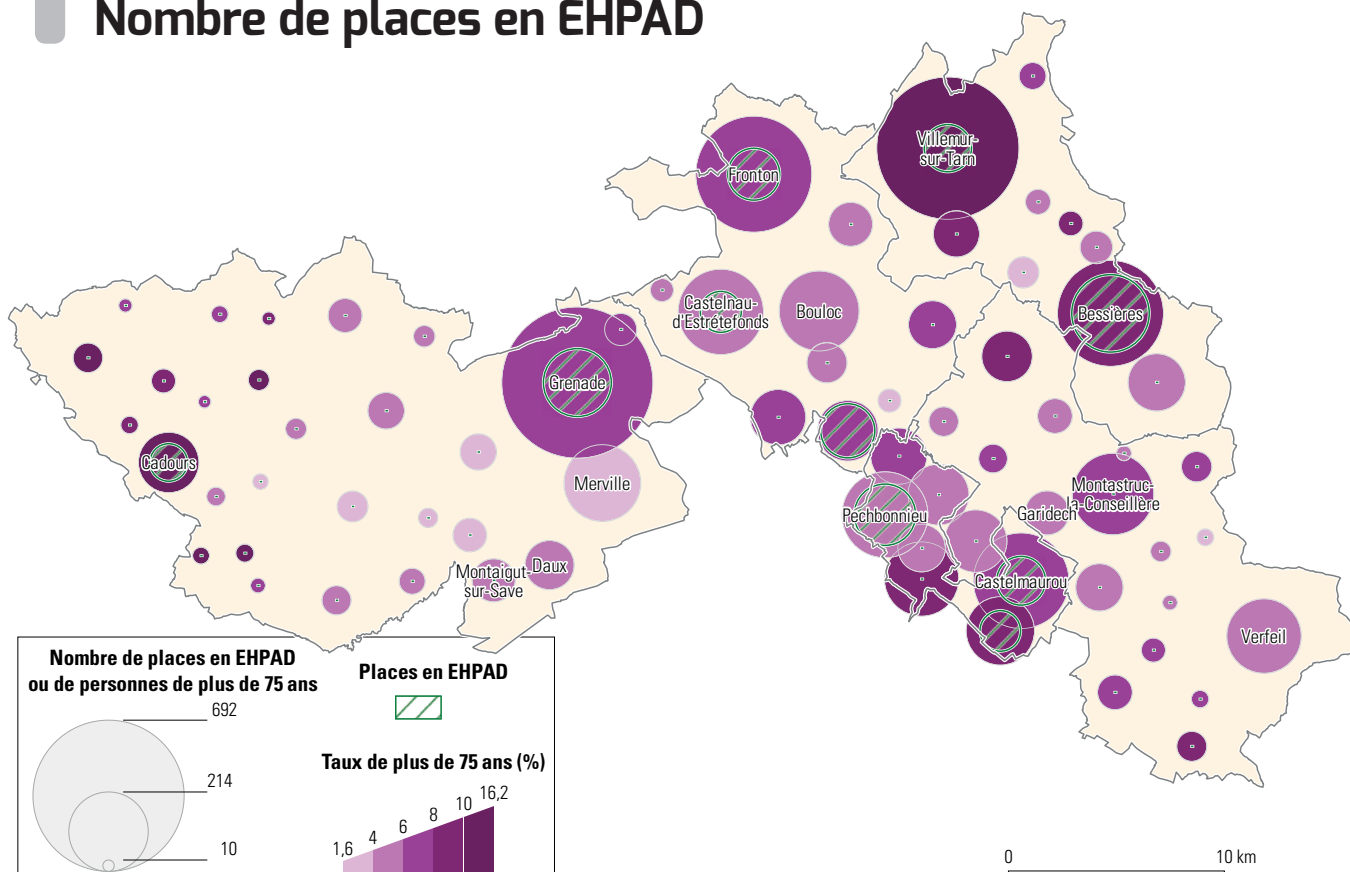 Nombre de places en EHPAD
Villemur-
sur-Tarn
Fronton
Castelnau-
d'Estrétefonds
Bouloc
Bessières
Grenade
Cadours
Merville
Montastruc-
la-Conseillère
Garidech
Pechbonnieu
Castelmaurou
Montaigut-
sur-Save
Daux
Verfeil
Nombre de places en EHPAD
ou de personnes de plus de 75 ans
692
214
10
Places en EHPAD
Taux de plus de 75 ans (%)
1,6
4
6
8
10
16,2
0
10 km